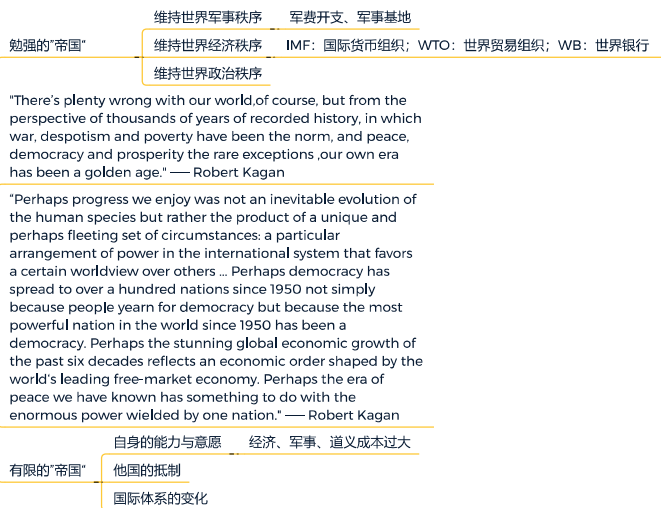 维持世界军事秩序
军费开支、军事基地
勉强的"帝国"
维持世界经济秩序
IMF：国际货币组织；WTO：世界贸易组织；WB：世界银行
维持世界政治秩序
"There's plenty wrong with our world,of course, but from the
perspective of thousands of years of recorded history, in which
war, despotism and poverty have been the norm, and peace,
democracy and prosperity the rare exceptions ,our own era
has been a golden age." —— Robert Kagan
"Perhaps progress we enjoy was not an inevitable evolution of
the human species but rather the product of a unique and
perhaps fleeting set of circumstances: a particular
arrangement of power in the international system that favors
a certain worldview over others ... Perhaps democracy has
spread to over a hundred nations since 1950 not simply
because people yearn for democracy but because the most
powerful nation in the world since 1950 has been a
democracy. Perhaps the stunning global economic growth of
the past six decades reflects an economic order shaped by the
world's leading free-market economy. Perhaps the era of
peace we have known has something to do with the
enormous power wielded by one nation." —— Robert Kagan
自身的能力与意愿
经济、军事、道义成本过大
有限的"帝国"
他国的抵制
国际体系的变化